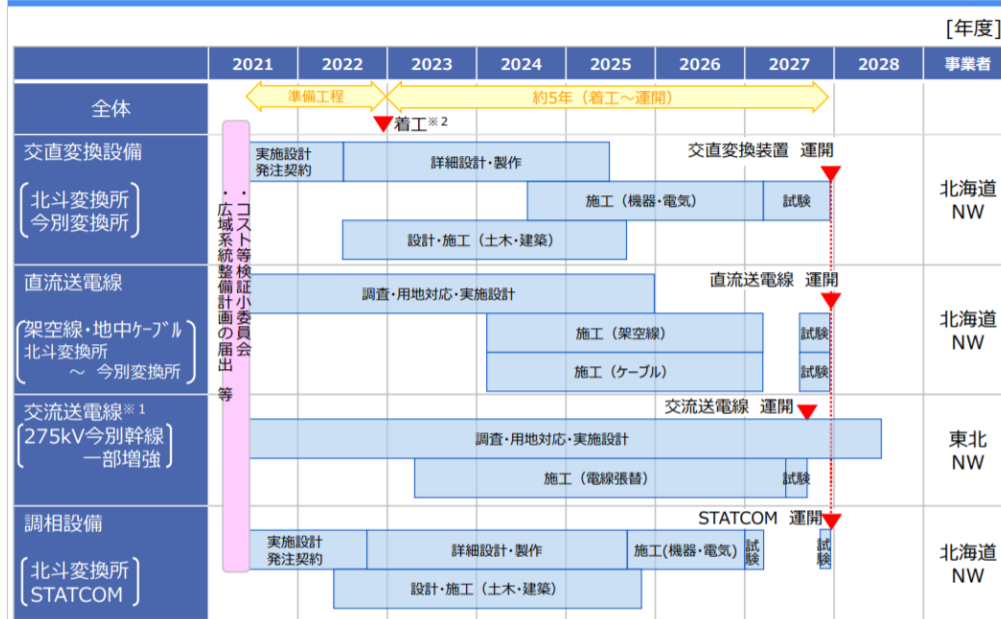 [年度]
2021 2022 2023 2024 2025 2026 2027 2028 事業者
全体
準備工程
約5年（着工～運開）
着工※2
・コスト等検証小委員会
・広域系統整備計画の届出 等
交直変換設備
北斗変換所
今別変換所
実施設計
発注契約
詳細設計・製作
交直変換装置 運開
施工（機器・電気）
試験
設計・施工（土木・建築）
北海道
NW
直流送電線
架空線・地中ｹｰﾌﾞﾙ
北斗変換所
～ 今別変換所
調査・用地対応・実施設計
直流送電線 運開
施工（架空線）
試験
施工（ケーブル）
試験
北海道
NW
交流送電線※1
275kV今別幹線
一部増強
交流送電線 運開
調査・用地対応・実施設計
施工（電線張替）
試験
東北
NW
調相設備
北斗変換所
STATCOM
STATCOM 運開
実施設計
発注契約
詳細設計・製作
施工(機器・電気)
試験
試験
設計・施工（土木・建築）
北海道
NW